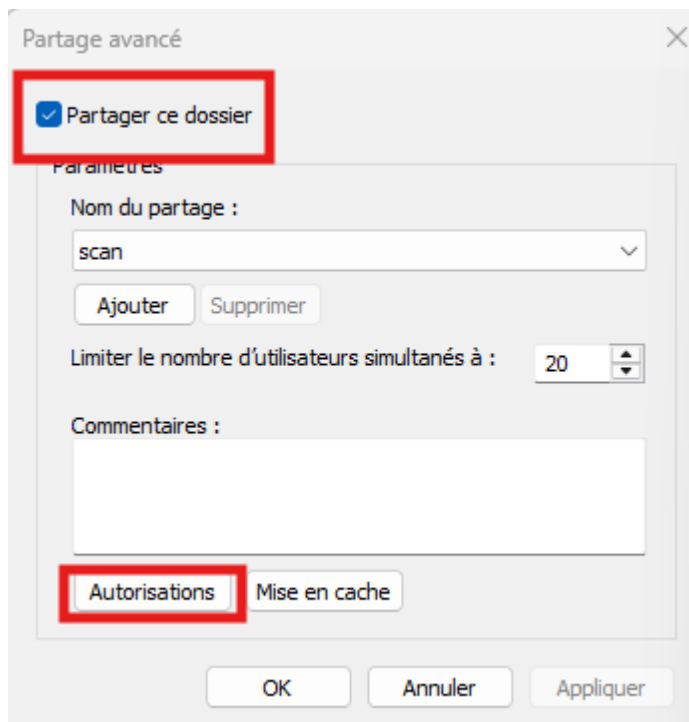 Partage avancé
Partager ce dossier
Paramètres
Nom du partage :
scan
Ajouter Supprimer
Limiter le nombre d'utilisateurs simultanés à : 20
Commentaires :
Autorisations Mise en cache
OK Annuler Appliquer